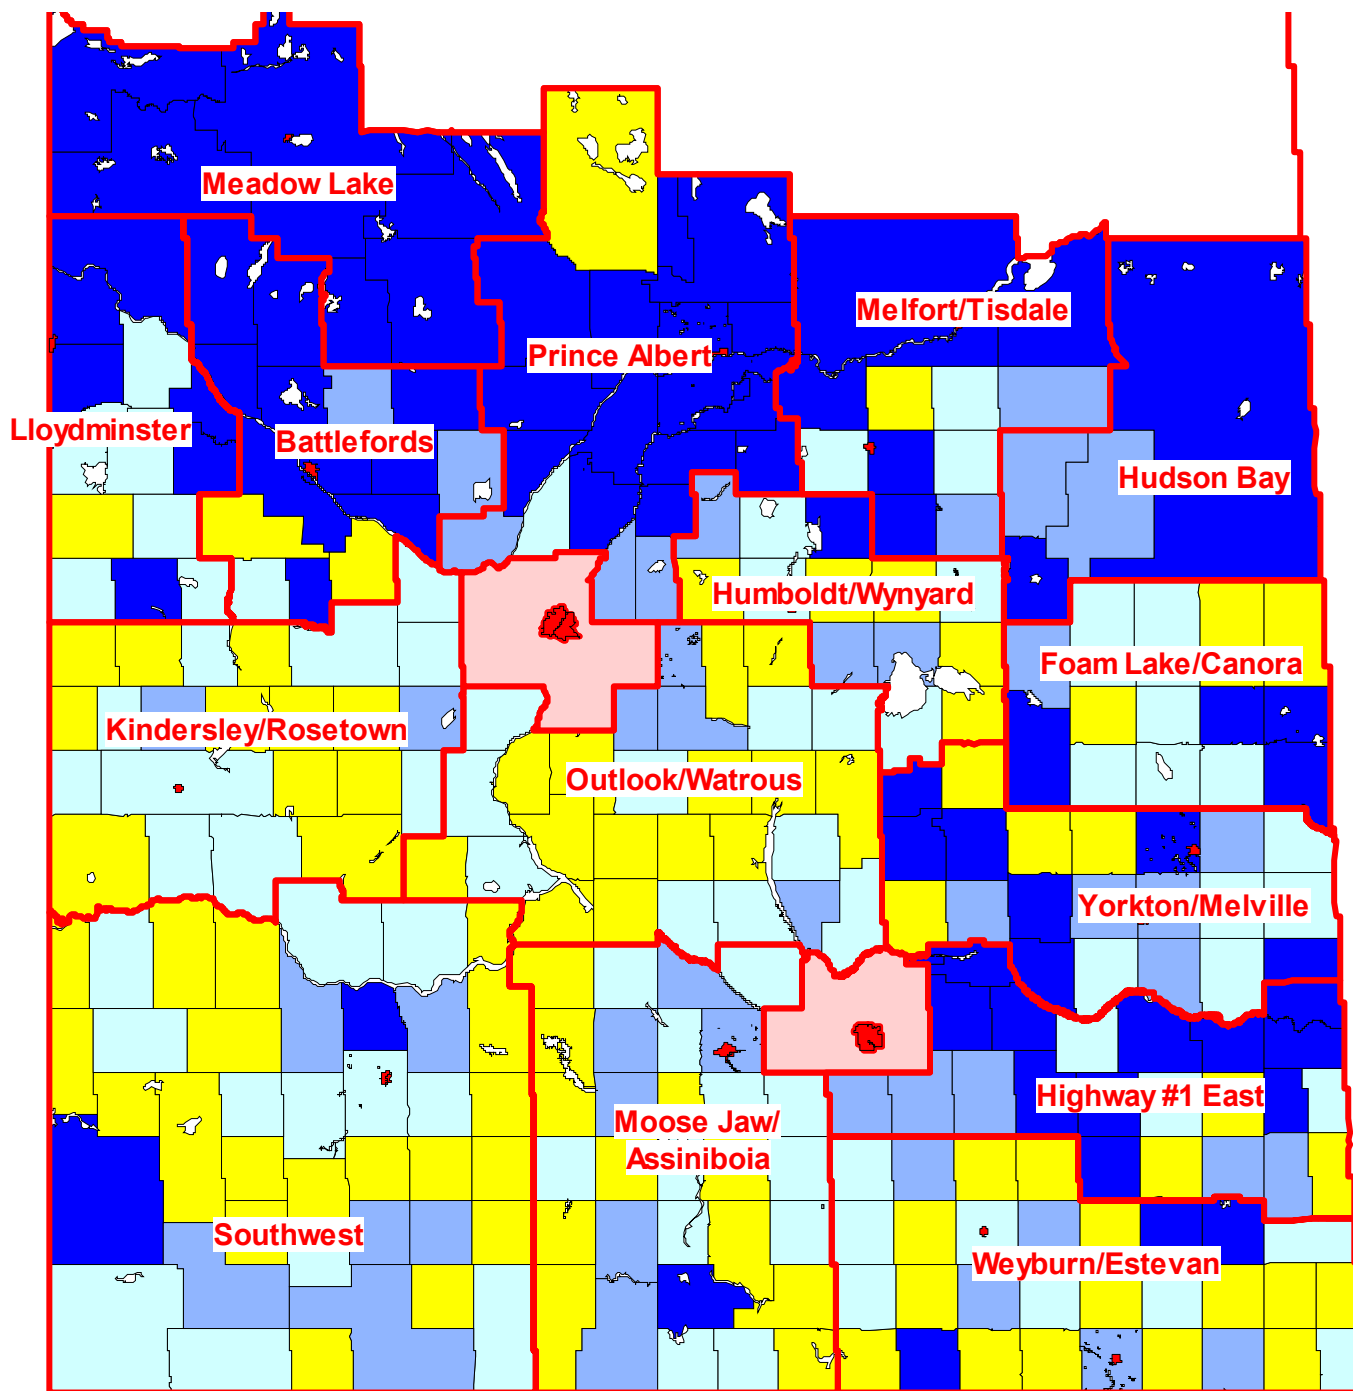 Meadow Lake
Melfort/Tisdale
Prince Albert
Lloydminster
Battlefords
Hudson Bay
Humboldt/Wynyard
Foam Lake/Canora
Kindersley/Rosetown
Outlook/Watrous
Yorkton/Melville
Highway #1 East
Moose Jaw/
Assiniboia
Southwest
Weyburn/Estevan